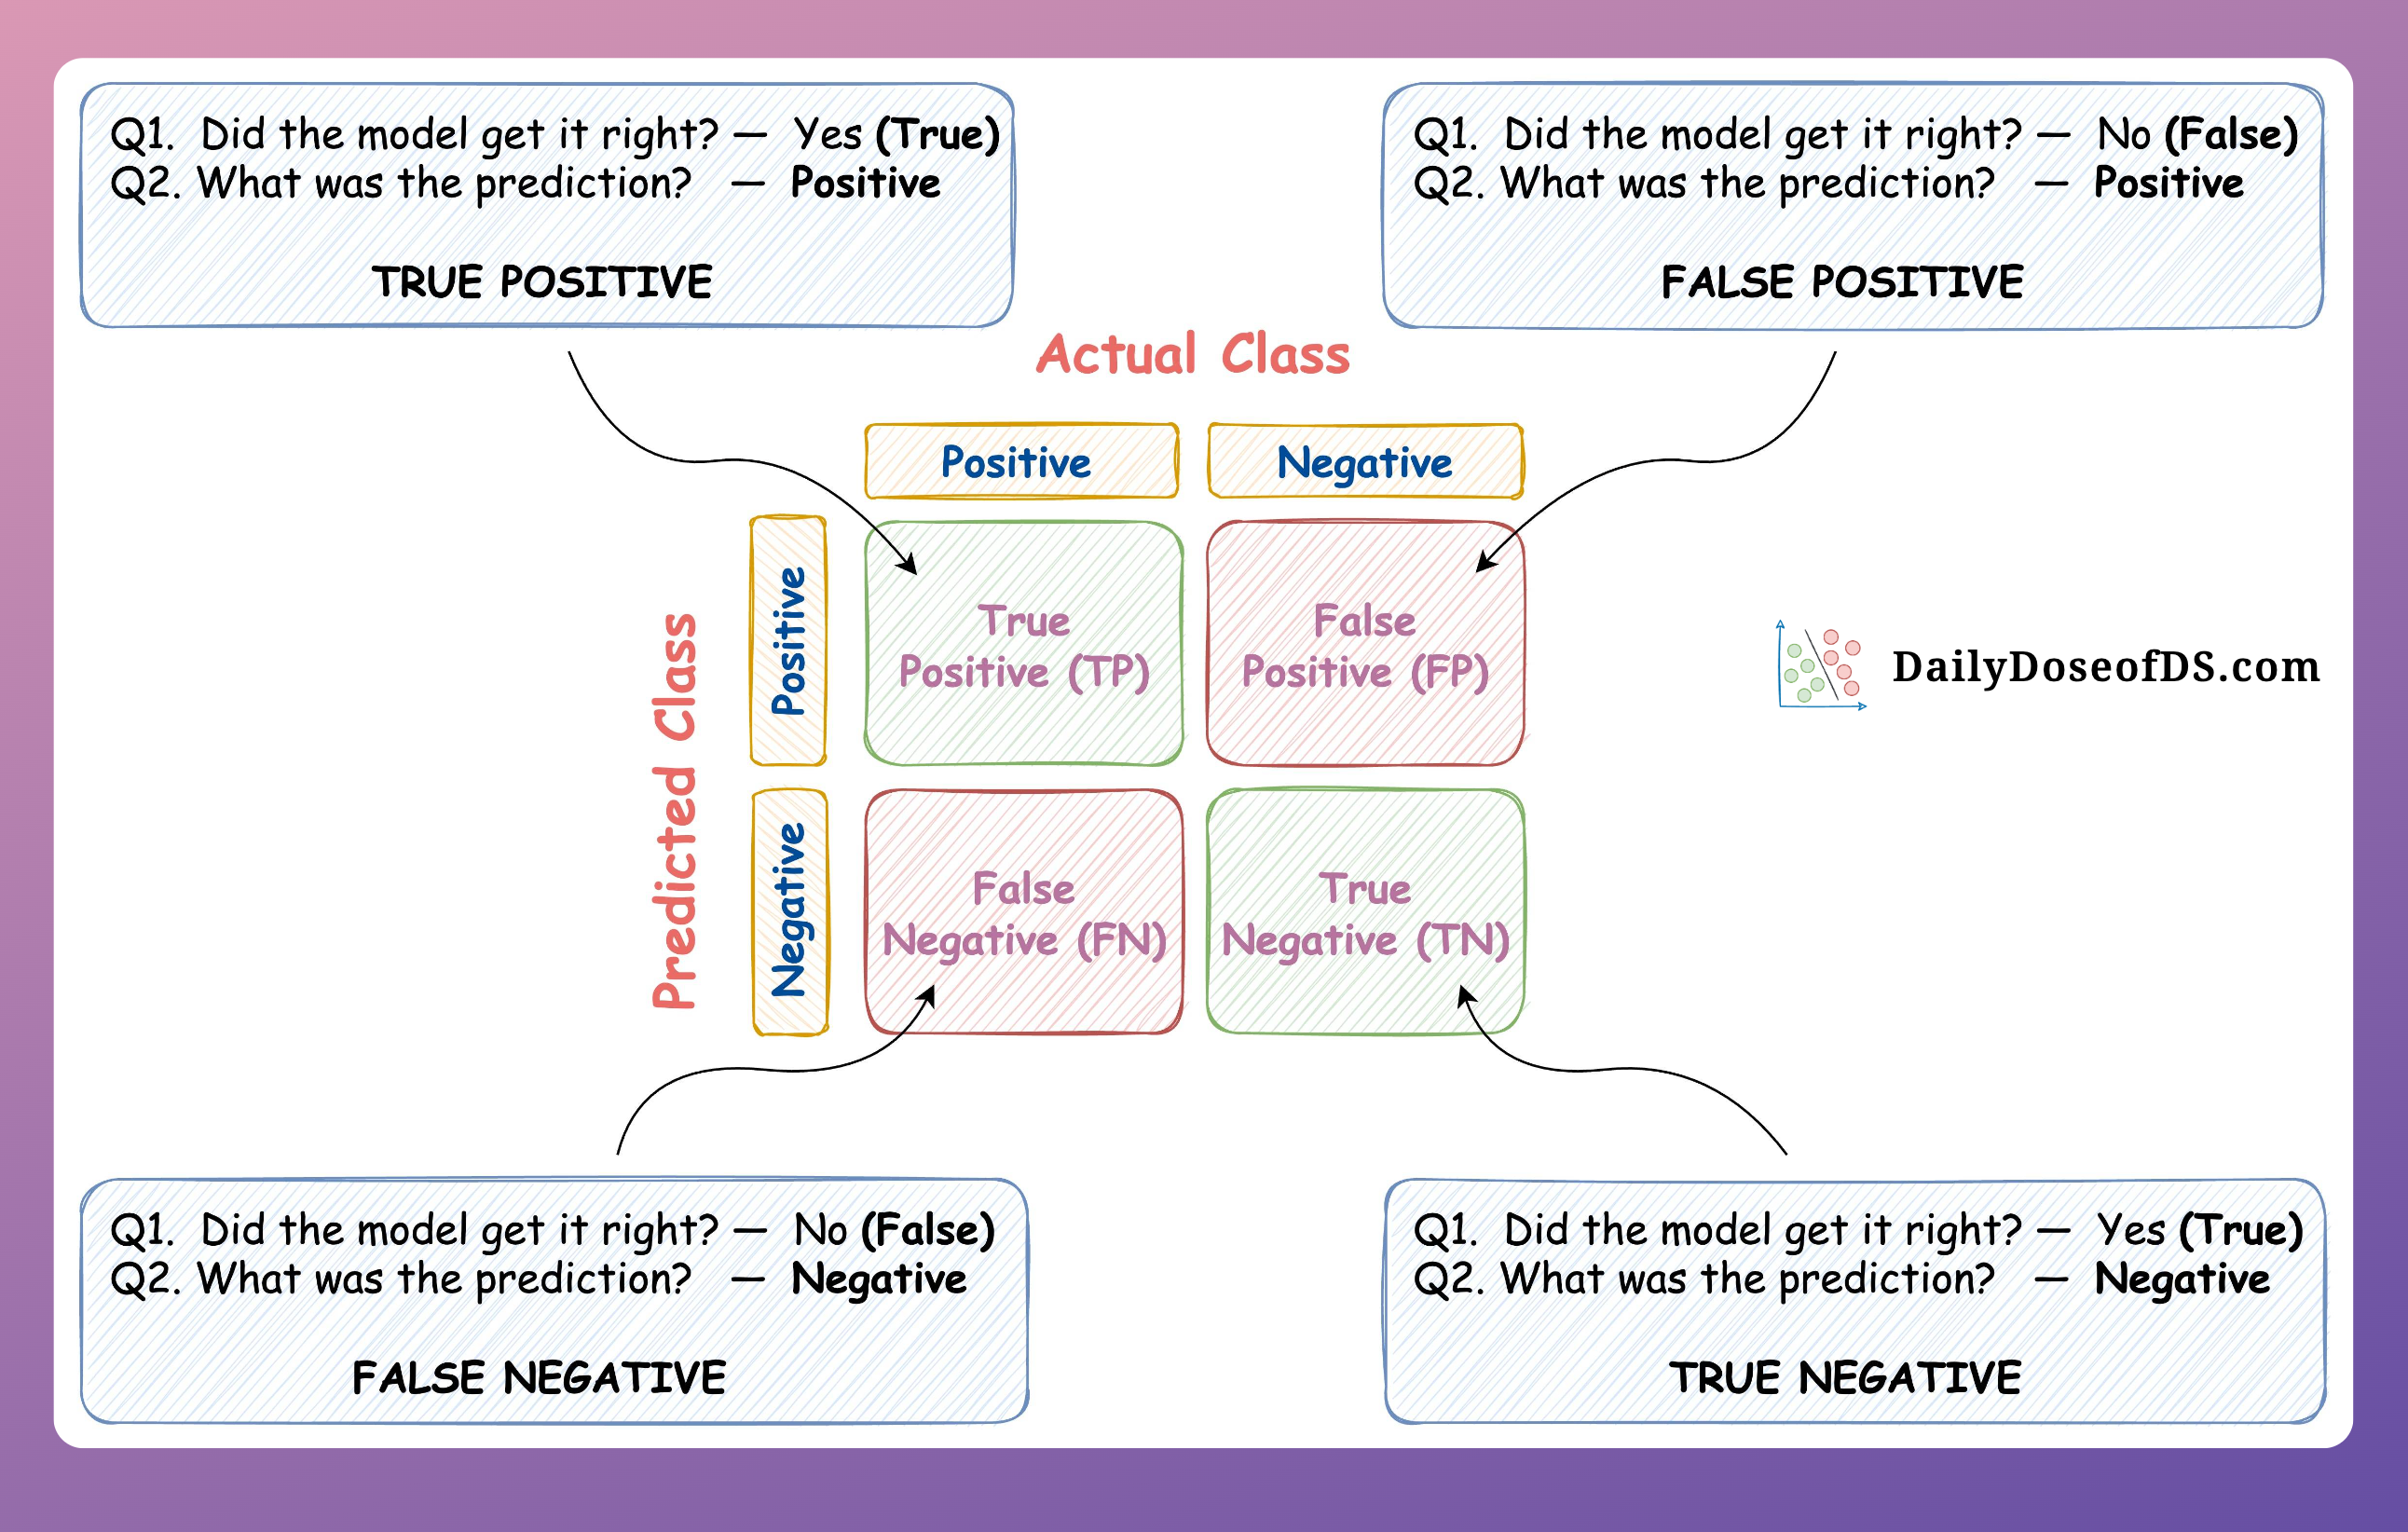 Q1. Did the model get it right? — Yes (True)
Q2. What was the prediction? — Positive
TRUE POSITIVE
Q1. Did the model get it right? — No (False)
Q2. What was the prediction? — Positive
FALSE POSITIVE
Actual Class
Positive
Negative
Predicted Class
Positive
True
Positive (TP)
False
Positive (FP)
DailyDoseofDS.com
Negative
False
Negative (FN)
True
Negative (TN)
Q1. Did the model get it right? — No (False)
Q2. What was the prediction? — Negative
FALSE NEGATIVE
Q1. Did the model get it right? — Yes (True)
Q2. What was the prediction? — Negative
TRUE NEGATIVE